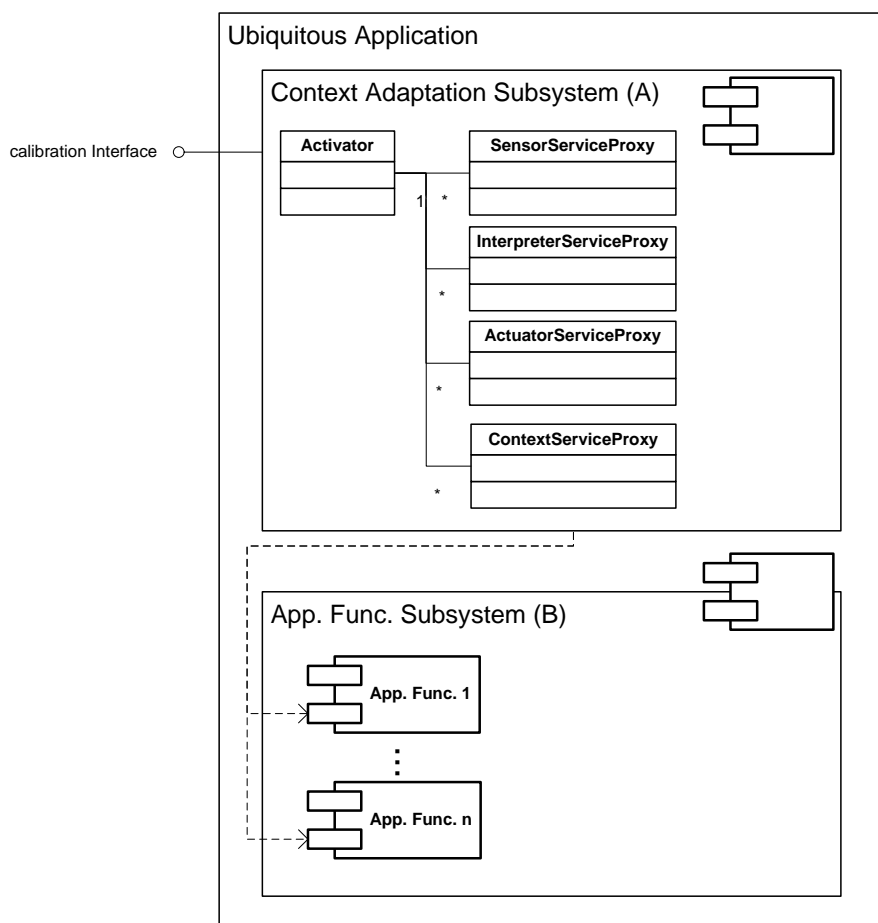 Ubiquitous Application
Context Adaptation Subsystem (A)
calibration Interface
Activator
SensorServiceProxy
1
*
InterpreterServiceProxy
*
ActuatorServiceProxy
*
ContextServiceProxy
*
App. Func. Subsystem (B)
App. Func. 1
App. Func. n